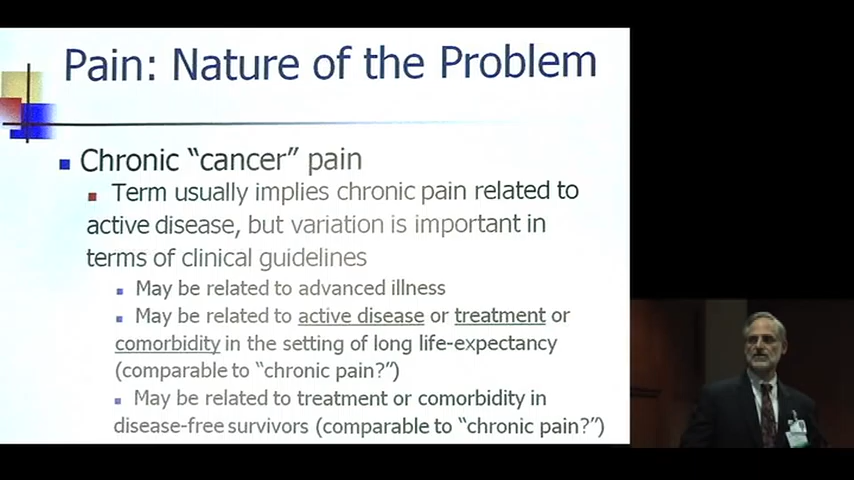 Pain: Nature of the Problem
Chronic “cancer” pain
Term usually implies chronic pain related to
active disease, but variation is important in
terms of clinical guidelines
May be related to advanced illness
May be related to active disease or treatment or
comorbidity in the setting of long life-expectancy
(comparable to “chronic pain?”)
May be related to treatment or comorbidity in
disease-free survivors (comparable to “chronic pain?”)